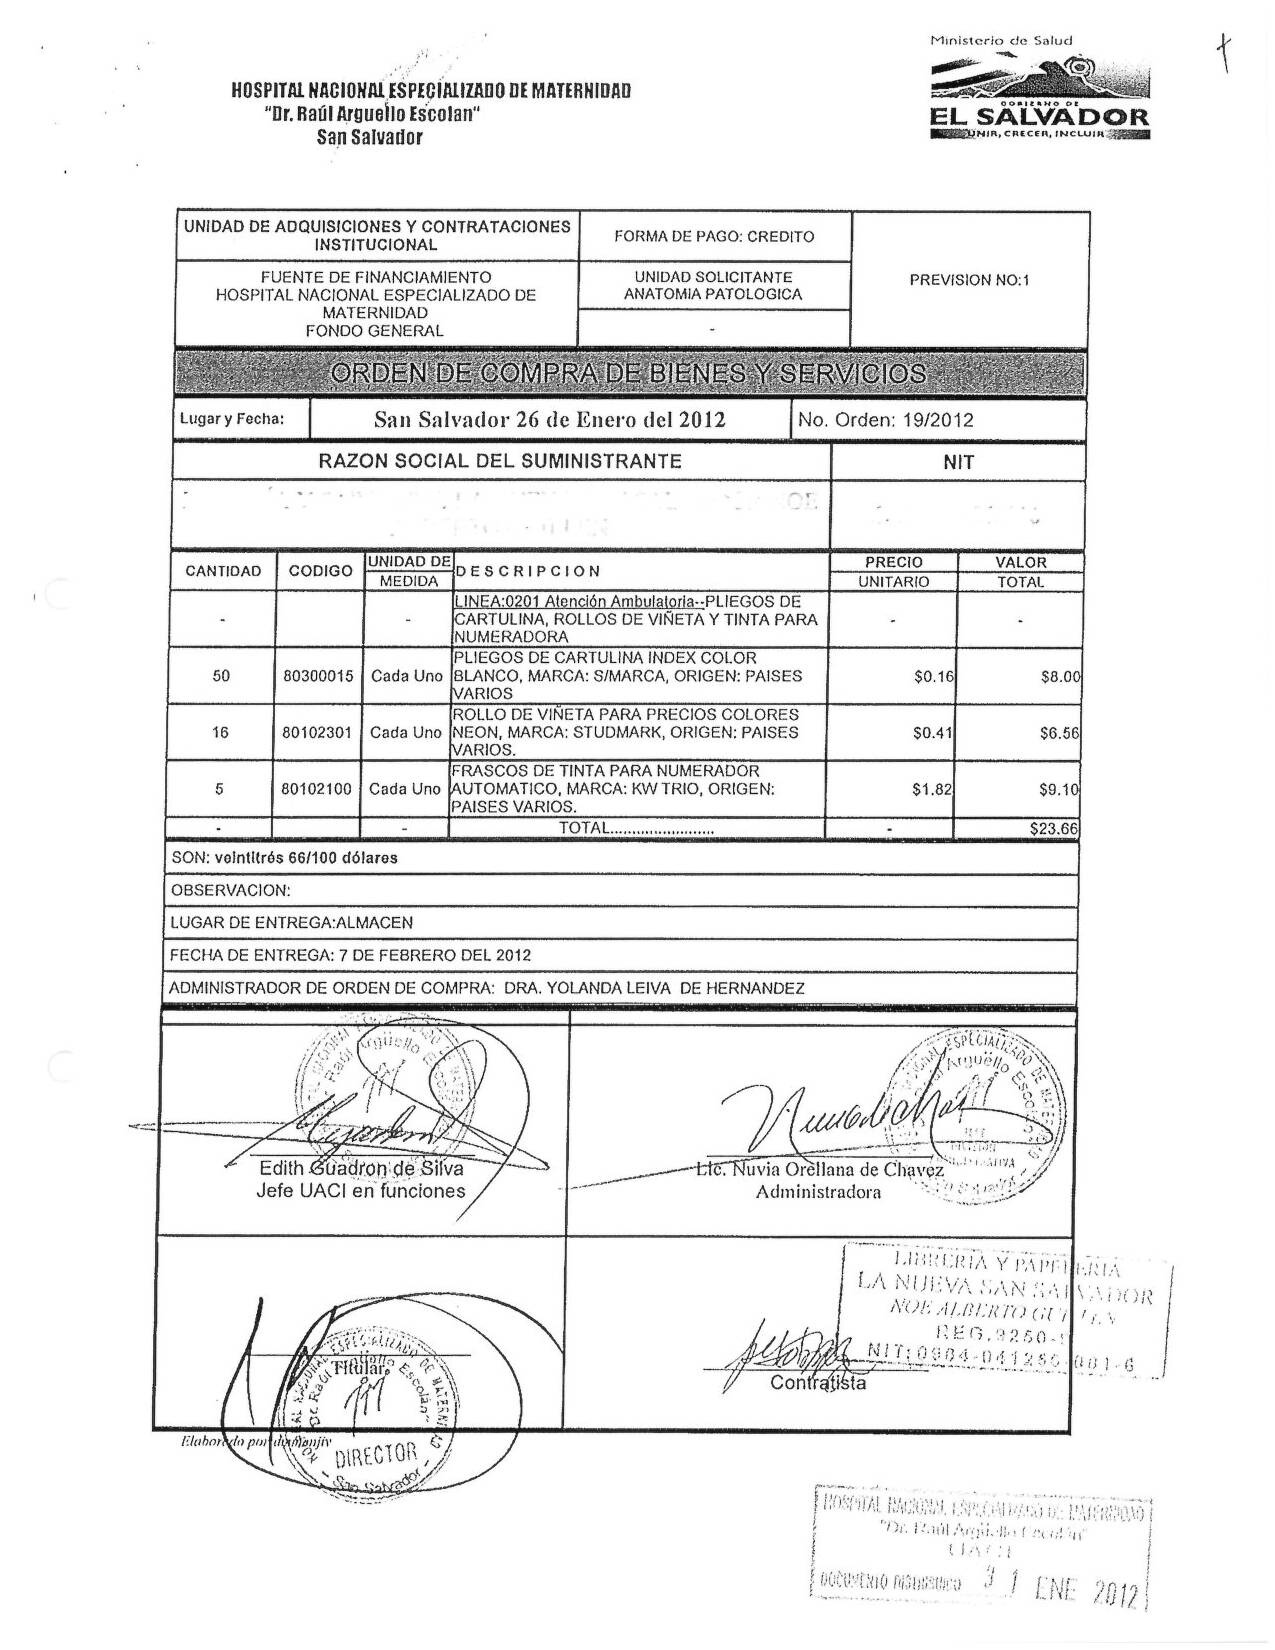 Ministerio de Salud
GOBIERNO DE
EL SALVADOR
UNIR, CRECER, INCLUIR
HOSPITAL NACIONAL ESPECIALIZADO DE MATERNIDAD
"Dr. Raúl Arguello Escolan"
San Salvador
UNIDAD DE ADQUISICIONES Y CONTRATACIONES
INSTITUCIONAL
FORMA DE PAGO: CREDITO
PREVISION NO:1
FUENTE DE FINANCIAMIENTO
HOSPITAL NACIONAL ESPECIALIZADO DE
MATERNIDAD
FONDO GENERAL
UNIDAD SOLICITANTE
ANATOMIA PATOLOGICA
-
ORDEN DE COMPRA DE BIENES Y SERVICIOS
Lugar y Fecha: San Salvador 26 de Enero del 2012 No. Orden: 19/2012
RAZON SOCIAL DEL SUMINISTRANTE NIT
CANTIDAD CODIGO UNIDAD DE MEDIDA DESCRIPCION PRECIO UNITARIO VALOR TOTAL
- - LINEA:0201 Atención Ambulatoria--PLIEGOS DE - -
CARTULINA, ROLLOS DE VIÑETA Y TINTA PARA
NUMERADORA
PLIEGOS DE CARTULINA INDEX COLOR
50 80300015 Cada Uno BLANCO, MARCA: S/MARCA, ORIGEN: PAISES $0.16 $8.00
VARIOS
ROLLO DE VIÑETA PARA PRECIOS COLORES
16 80102301 Cada Uno NEON, MARCA: STUDMARK, ORIGEN: PAISES $0.41 $6.56
VARIOS.
FRASCOS DE TINTA PARA NUMERADOR
5 80102100 Cada Uno AUTOMATICO, MARCA: KW TRIO, ORIGEN: $1.82 $9.10
PAISES VARIOS.
- - TOTAL........................ - $23.66
SON: veintitrés 66/100 dólares
OBSERVACION:
LUGAR DE ENTREGA:ALMACEN
FECHA DE ENTREGA: 7 DE FEBRERO DEL 2012
ADMINISTRADOR DE ORDEN DE COMPRA: DRA. YOLANDA LEIVA DE HERNANDEZ
Edith Guadron de Silva
Jefe UACI en funciones
Lic. Nuvia Orellana de Chavez
Administradora
LIBRERIA Y PAPELERIA
LA NUEVA SAN SALVADOR
NOE ALBERTO
REG.
NIT:
Titular
Contratista
Elaborado por
DIRECTOR
San Salvador
HOSPITAL NACIONAL ESPECIALIZADO DE MATERNIDAD
"Dr. Raúl Argüello Escolán"
UACI
DOCUMENTO
31 ENE 2012